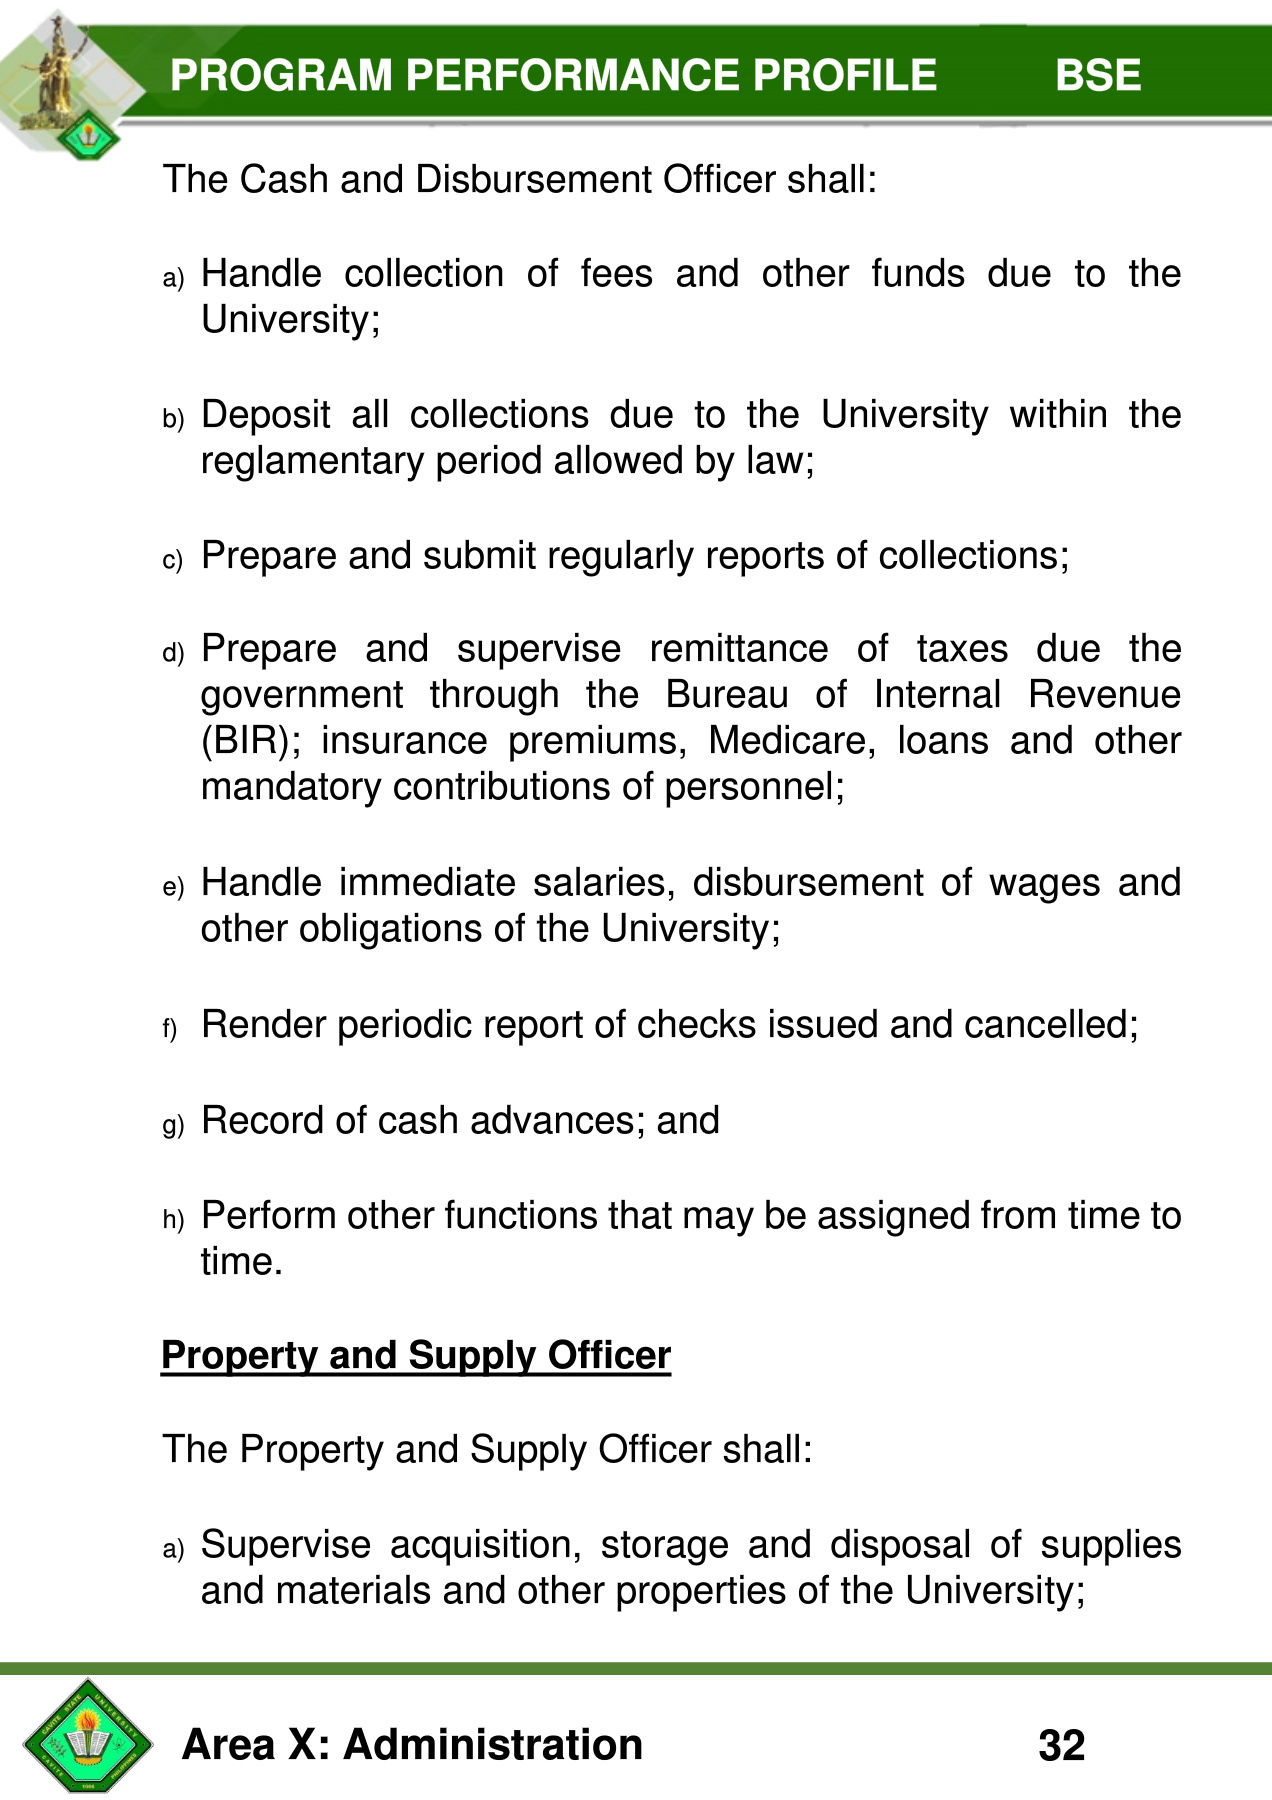 PROGRAM PERFORMANCE PROFILE BSE
The Cash and Disbursement Officer shall:
a) Handle collection of fees and other funds due to the
University;
b) Deposit all collections due to the University within the
reglamentary period allowed by law;
c) Prepare and submit regularly reports of collections;
d) Prepare and supervise remittance of taxes due the
government through the Bureau of Internal Revenue
(BIR); insurance premiums, Medicare, loans and other
mandatory contributions of personnel;
e) Handle immediate salaries, disbursement of wages and
other obligations of the University;
f) Render periodic report of checks issued and cancelled;
g) Record of cash advances; and
h) Perform other functions that may be assigned from time to
time.
Property and Supply Officer
The Property and Supply Officer shall:
a) Supervise acquisition, storage and disposal of supplies
and materials and other properties of the University;
CAVITE STATE UNIVERSITY
CAVITE 1906 PHILIPPINES
Area X: Administration 32